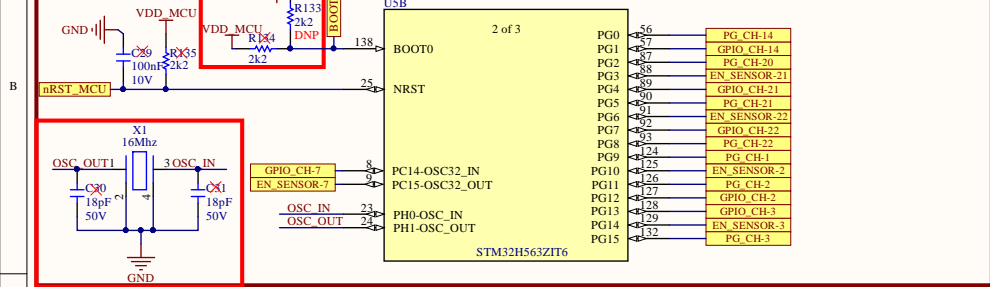 U5B
R133
2k2
DNP
BOOT
VDD_MCU
GND
VDD_MCU
R134
2k2
C29
100nF
10V
R135
2k2
B
nRST_MCU
2 of 3
138
BOOT0
25
NRST
X1
16Mhz
OSC_OUT
1
3
OSC_IN
2
4
C30
18pF
50V
C31
18pF
50V
GND
GPIO_CH-7
8
PC14-OSC32_IN
EN_SENSOR-7
9
PC15-OSC32_OUT
OSC_IN
23
PH0-OSC_IN
OSC_OUT
24
PH1-OSC_OUT
STM32H563ZIT6
PG0 56 PG_CH-14
PG1 57 GPIO_CH-14
PG2 87 PG_CH-20
PG3 88 EN_SENSOR-21
PG4 89 GPIO_CH-21
PG5 90 PG_CH-21
PG6 91 EN_SENSOR-22
PG7 92 GPIO_CH-22
PG8 93 PG_CH-22
PG9 124 PG_CH-1
PG10 125 EN_SENSOR-2
PG11 126 PG_CH-2
PG12 127 GPIO_CH-2
PG13 128 GPIO_CH-3
PG14 129 EN_SENSOR-3
PG15 132 PG_CH-3